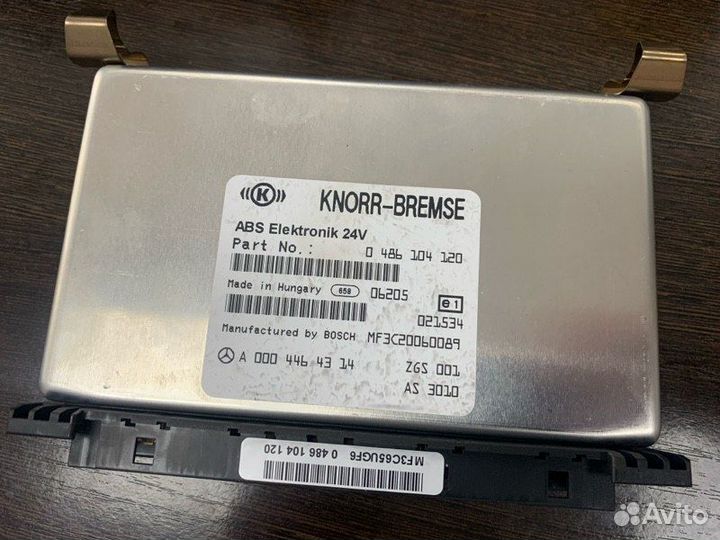 K KNORR-BREMSE
ABS Elektronik 24V
Part No.: 0 486 104 120
Made in Hungary 658 06205 e1
021534
Manufactured by BOSCH MF3C20060089
A 000 446 43 14 ZGS 001
AS 3010
MF3C65UGF6 0 486 104 120
Avito